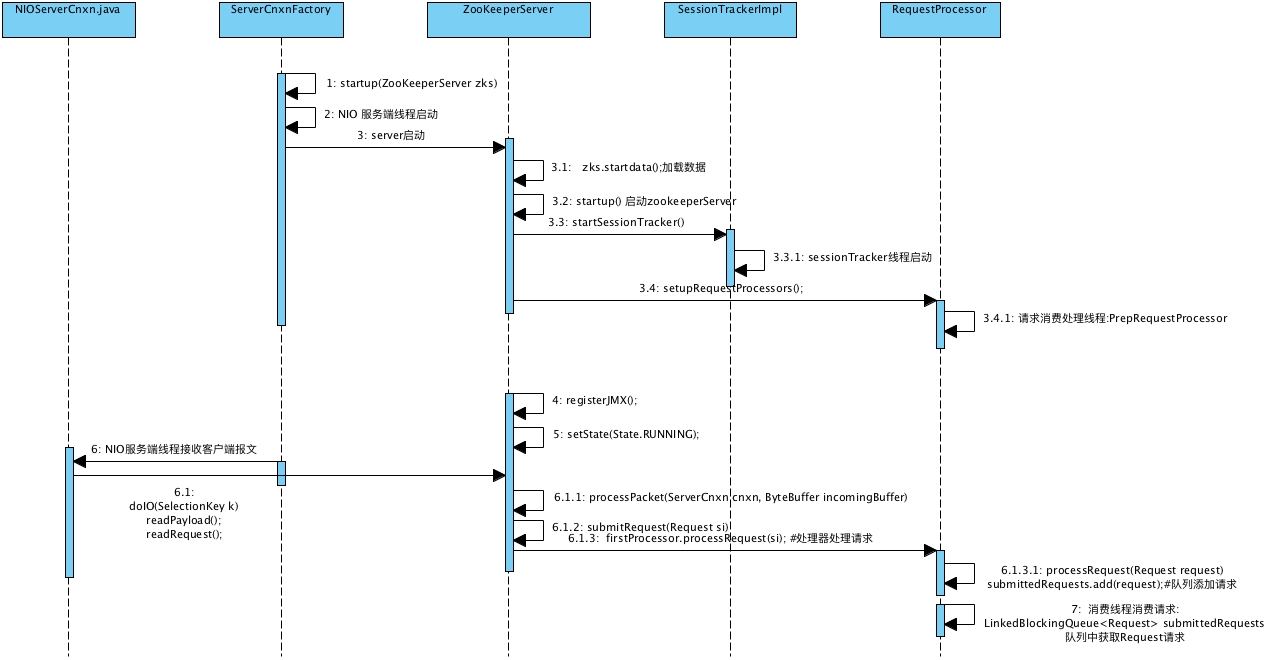 NIOServerCnxn.java
ServerCnxnFactory
ZooKeeperServer
SessionTrackerImpl
RequestProcessor
1: startup(ZooKeeperServer zks)
2: NIO 服务端线程启动
3: server启动
3.1: zks.startdata();加载数据
3.2: startup() 启动zookeeperServer
3.3: startSessionTracker()
3.3.1: sessionTracker线程启动
3.4: setupRequestProcessors();
3.4.1: 请求消费处理线程:PrepRequestProcessor
4: registerJMX();
5: setState(State.RUNNING);
6: NIO服务端线程接收客户端报文
6.1:
doIO(SelectionKey k)
readPayload();
readRequest();
6.1.1: processPacket(ServerCnxn cnxn, ByteBuffer incomingBuffer)
6.1.2: submitRequest(Request si)
6.1.3: firstProcessor.processRequest(si); #处理器处理请求
6.1.3.1: processRequest(Request request)
submittedRequests.add(request);#队列添加请求
7: 消费线程消费请求:
LinkedBlockingQueue<Request> submittedRequests
队列中获取Request请求